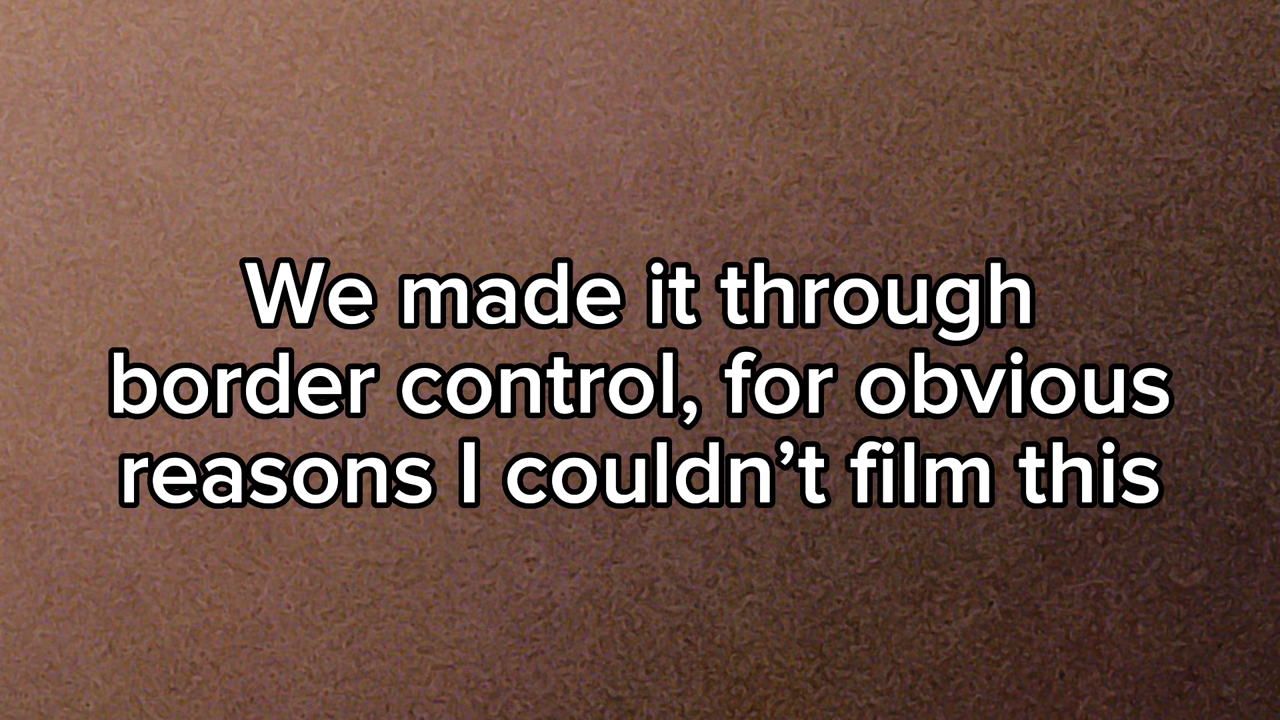 We made it through
border control, for obvious
reasons I couldn’t film this